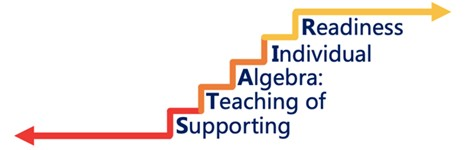 Readiness
Individual
Algebra:
Teaching of
Supporting